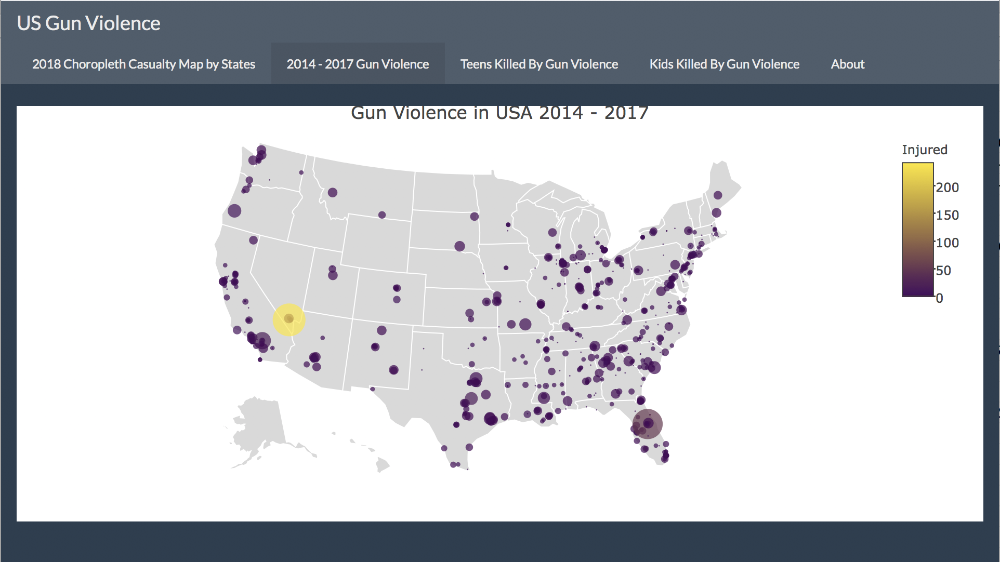 US Gun Violence
2018 Choropleth Casualty Map by States
2014 - 2017 Gun Violence
Teens Killed By Gun Violence
Kids Killed By Gun Violence
About
Gun Violence in USA 2014 - 2017
Injured
200
150
100
50
0